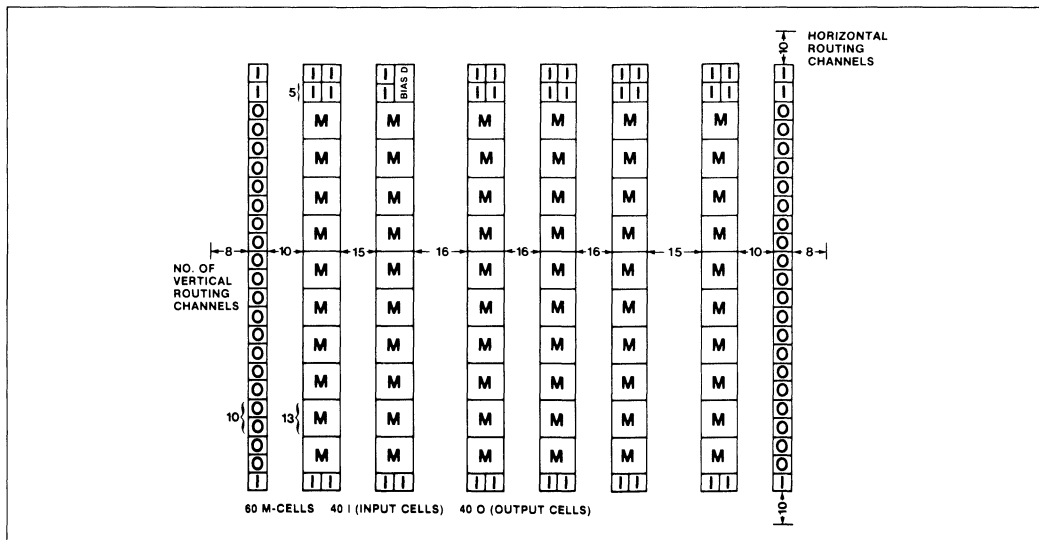 HORIZONTAL
ROUTING
CHANNELS
10
I I I I I I I I I I I I I
BIAS D
5 I I I I I I I I I I I I I
O O
M M M M M M
O O
O O
M M M M M M
O O
O O
M M M M M M
O O
O O
M M M M M M
O O
8 10 15 16 16 16 15 10 8
NO. OF
VERTICAL
ROUTING
CHANNELS
O O
M M M M M M
O O
O O
M M M M M M
O O
O O
M M M M M M
O O
O O
M M M M M M
O O
O O
10 13 M M M M M M
O O
O O
M M M M M M
O O
I I I I I I I I I I I I I I
10
60 M-CELLS 40 I (INPUT CELLS) 40 O (OUTPUT CELLS)